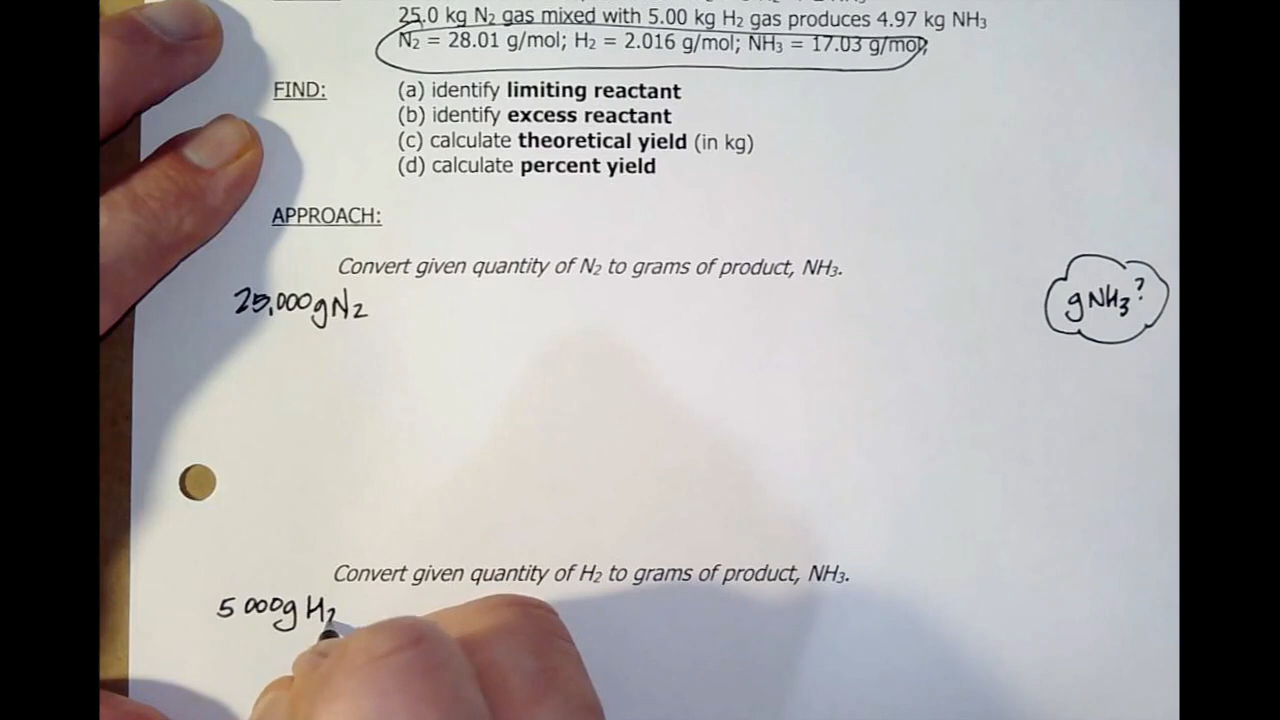 25.0 kg N₂ gas mixed with 5.00 kg H₂ gas produces 4.97 kg NH₃
N₂ = 28.01 g/mol; H₂ = 2.016 g/mol; NH₃ = 17.03 g/mol;
FIND:
(a) identify limiting reactant
(b) identify excess reactant
(c) calculate theoretical yield (in kg)
(d) calculate percent yield
APPROACH:
Convert given quantity of N₂ to grams of product, NH₃.
25,000 g N₂
g NH₃?
Convert given quantity of H₂ to grams of product, NH₃.
5 000 g H₂